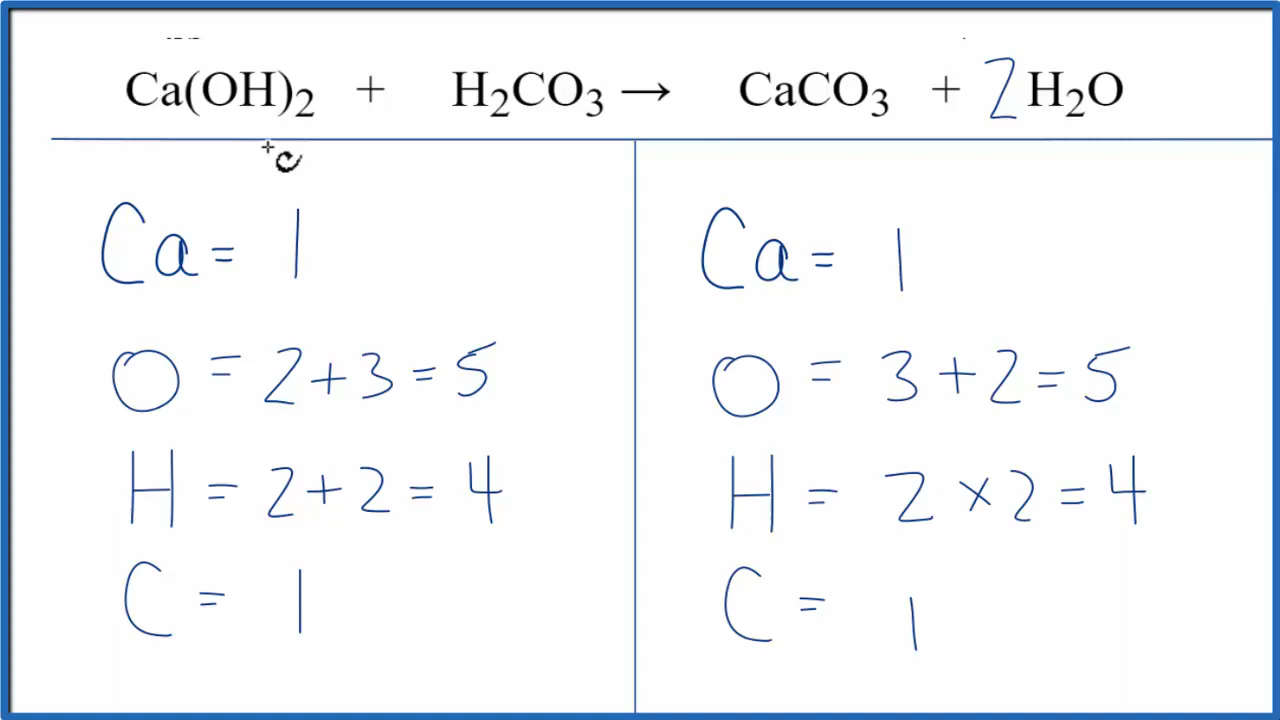 Ca(OH)₂ + H₂CO₃ → CaCO₃ + 2 H₂O
Ca = 1
O = 2 + 3 = 5
H = 2 + 2 = 4
C = 1
Ca = 1
O = 3 + 2 = 5
H = 2 × 2 = 4
C = 1